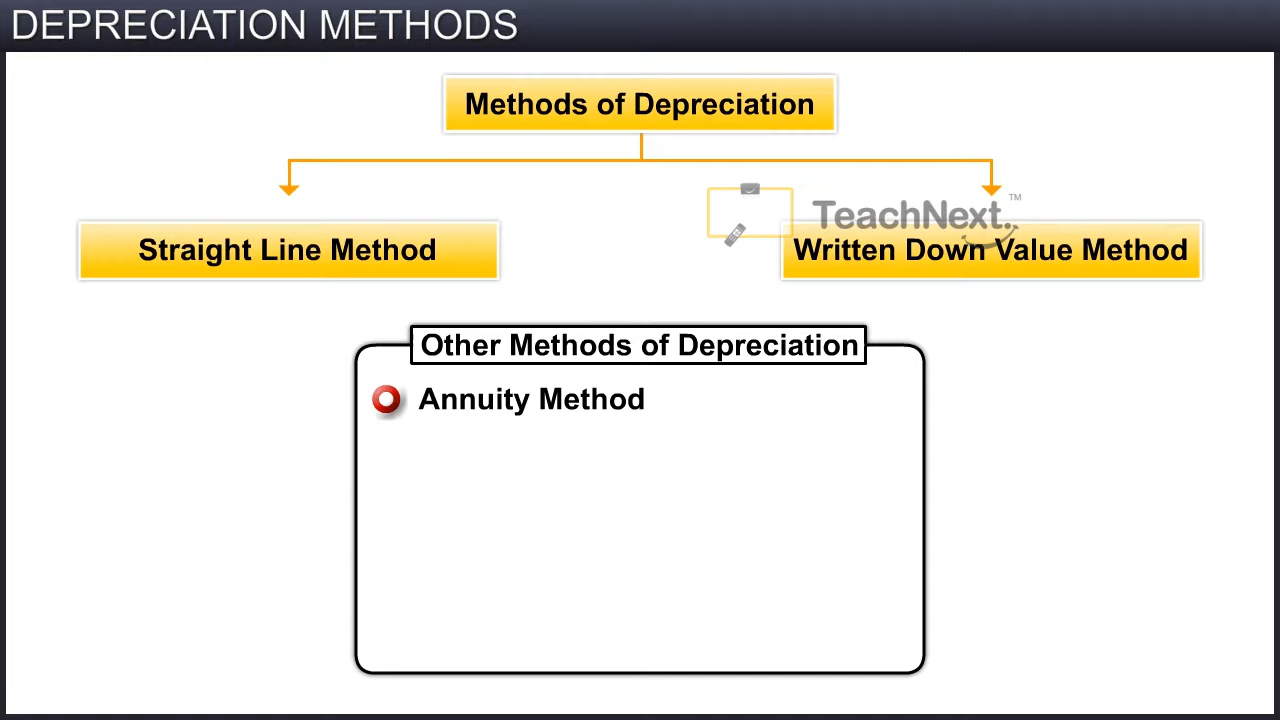 DEPRECIATION METHODS
Methods of Depreciation
TeachNext.™
Straight Line Method
Written Down Value Method
Other Methods of Depreciation
Annuity Method